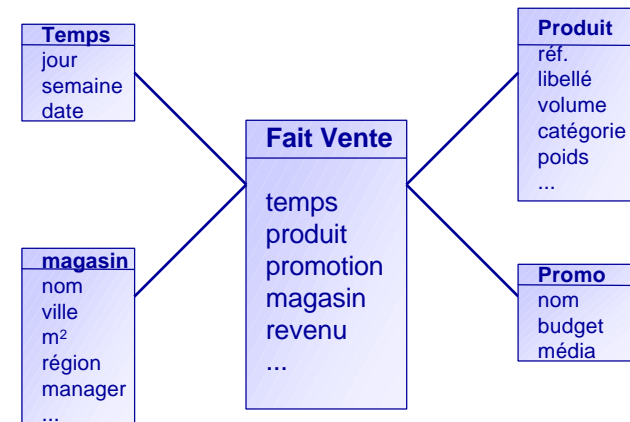 Temps
jour
semaine
date
magasin
nom
ville
m²
région
manager
...
Fait Vente
temps
produit
promotion
magasin
revenu
...
Produit
réf.
libellé
volume
catégorie
poids
...
Promo
nom
budget
média